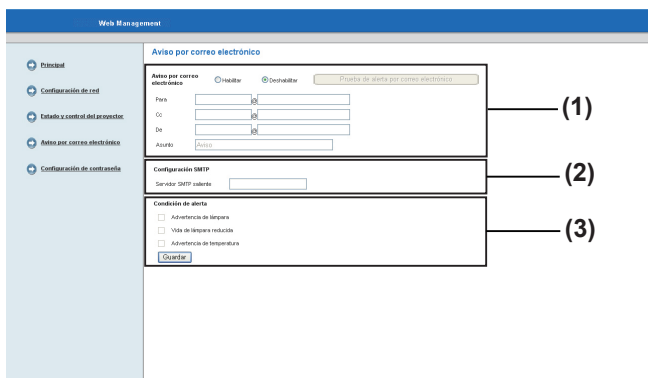 Web Management
Principal
Configuración de red
Estado y control del proyector
Aviso por correo electrónico
Configuración de contraseña
Aviso por correo electrónico
Aviso por correo electrónico
Habilitar
Deshabilitar
Prueba de alerta por correo electrónico
Para @
Cc @
De @
Asunto Aviso
(1)
Configuración SMTP
Servidor SMTP saliente
(2)
Condición de alerta
Advertencia de lámpara
Vida de lámpara reducida
Advertencia de temperatura
Guardar
(3)